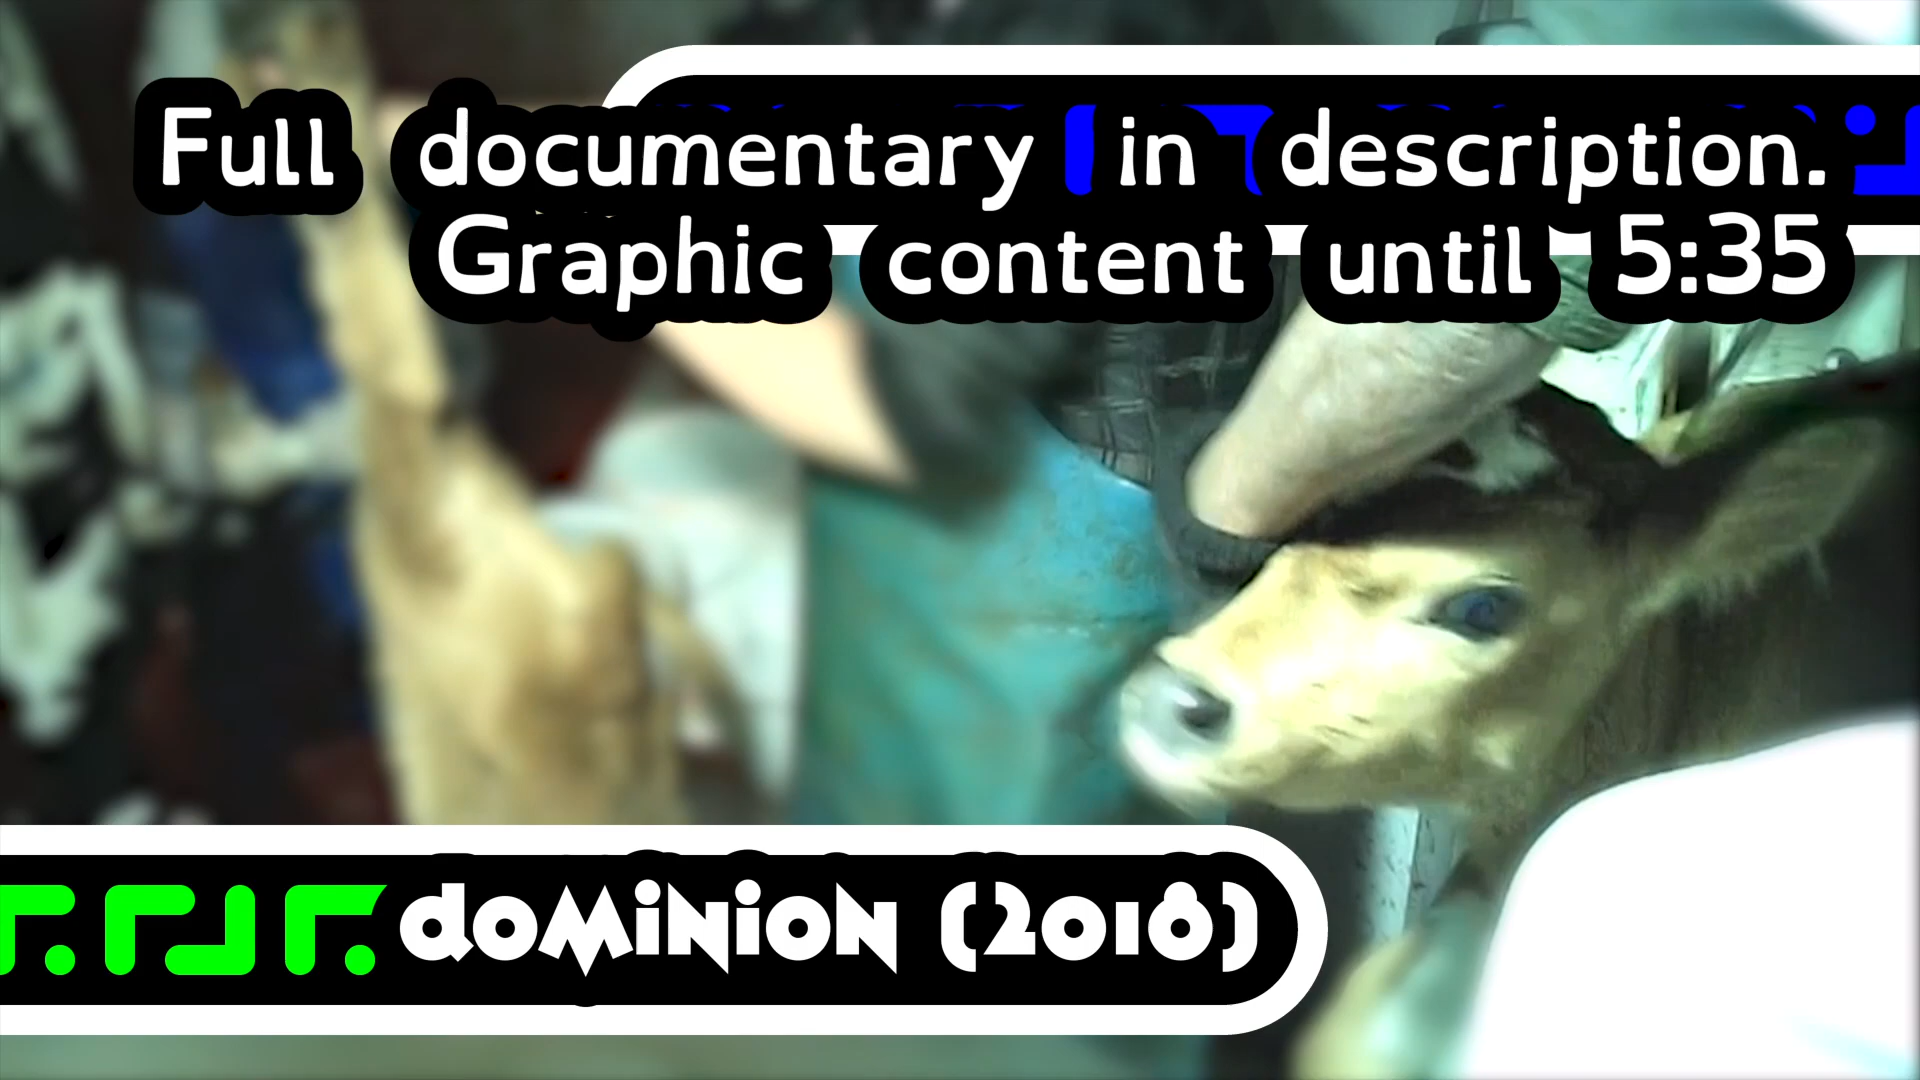 Full documentary in description.
Graphic content until 5:35
doMiNioN (2018)